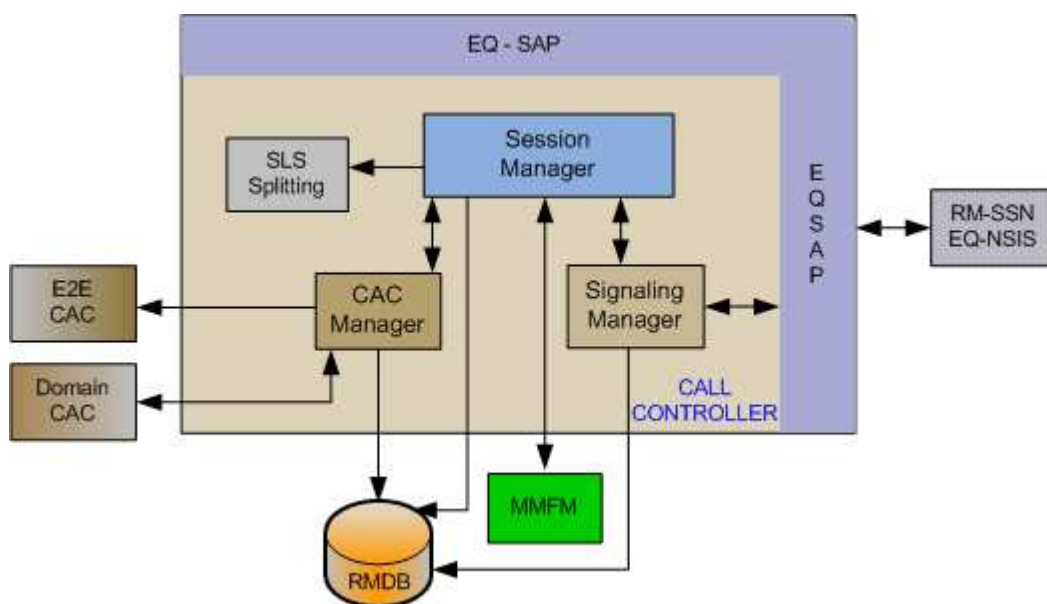 EQ - SAP
Session
Manager
SLS
Splitting
E
Q
S
A
P
RM-SSN
EQ-NSIS
E2E
CAC
CAC
Manager
Signaling
Manager
Domain
CAC
CALL
CONTROLLER
MMFM
RMDB